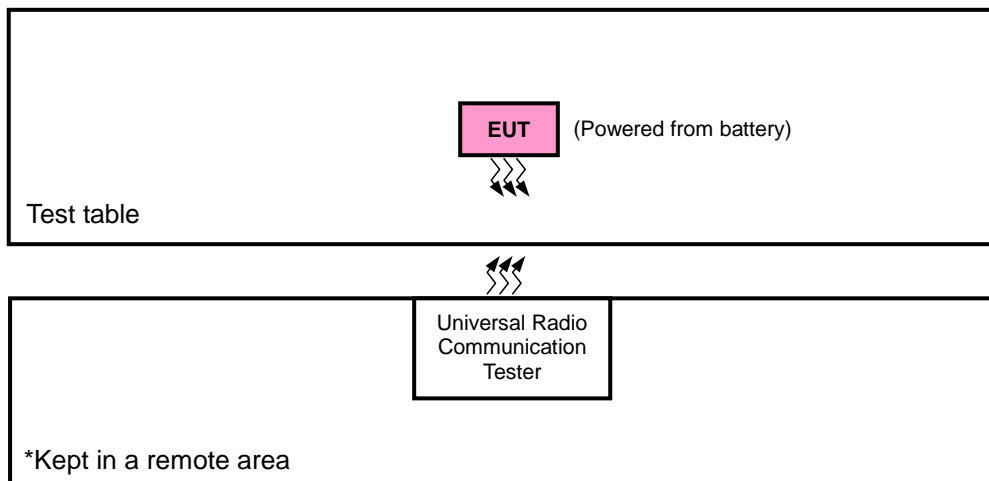 EUT
(Powered from battery)
Test table
Universal Radio
Communication
Tester
*Kept in a remote area